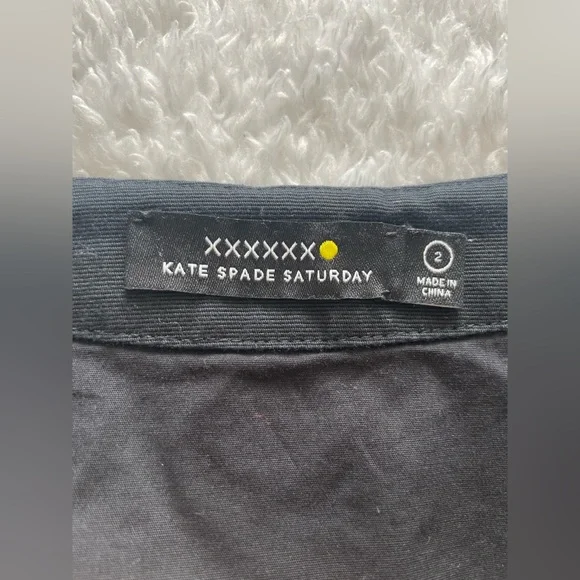 XXXXXX
KATE SPADE SATURDAY
2
MADE IN
CHINA